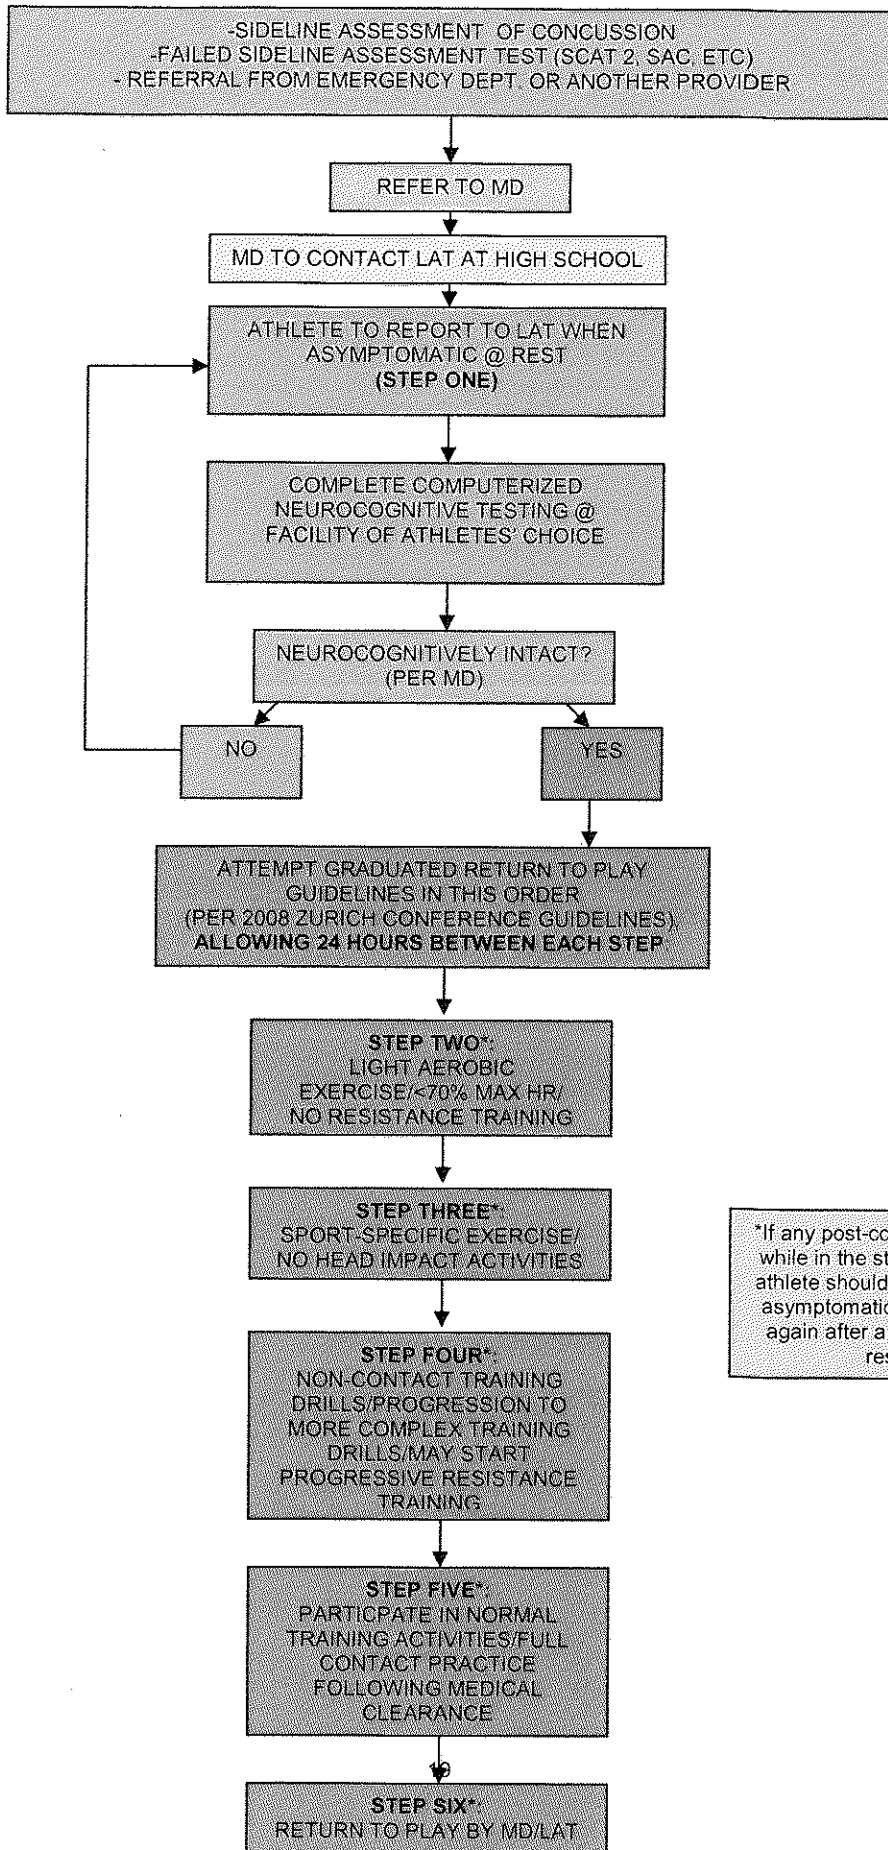 -SIDELINE ASSESSMENT OF CONCUSSION
-FAILED SIDELINE ASSESSMENT TEST (SCAT 2, SAC, ETC)
- REFERRAL FROM EMERGENCY DEPT. OR ANOTHER PROVIDER
REFER TO MD
MD TO CONTACT LAT AT HIGH SCHOOL
ATHLETE TO REPORT TO LAT WHEN
ASYMPTOMATIC @ REST
(STEP ONE)
COMPLETE COMPUTERIZED
NEUROCOGNITIVE TESTING @
FACILITY OF ATHLETES' CHOICE
NEUROCOGNITIVELY INTACT?
(PER MD)
NO
YES
ATTEMPT GRADUATED RETURN TO PLAY
GUIDELINES IN THIS ORDER
(PER 2008 ZURICH CONFERENCE GUIDELINES),
ALLOWING 24 HOURS BETWEEN EACH STEP
STEP TWO*:
LIGHT AEROBIC
EXERCISE/<70% MAX HR/
NO RESISTANCE TRAINING
STEP THREE*:
SPORT-SPECIFIC EXERCISE/
NO HEAD IMPACT ACTIVITIES
*If any post-co
while in the st
athlete should
asymptomatic
again after a
res
STEP FOUR*:
NON-CONTACT TRAINING
DRILLS/PROGRESSION TO
MORE COMPLEX TRAINING
DRILLS/MAY START
PROGRESSIVE RESISTANCE
TRAINING
STEP FIVE*:
PARTICPATE IN NORMAL
TRAINING ACTIVITIES/FULL
CONTACT PRACTICE
FOLLOWING MEDICAL
CLEARANCE
19
STEP SIX*:
RETURN TO PLAY BY MD/LAT